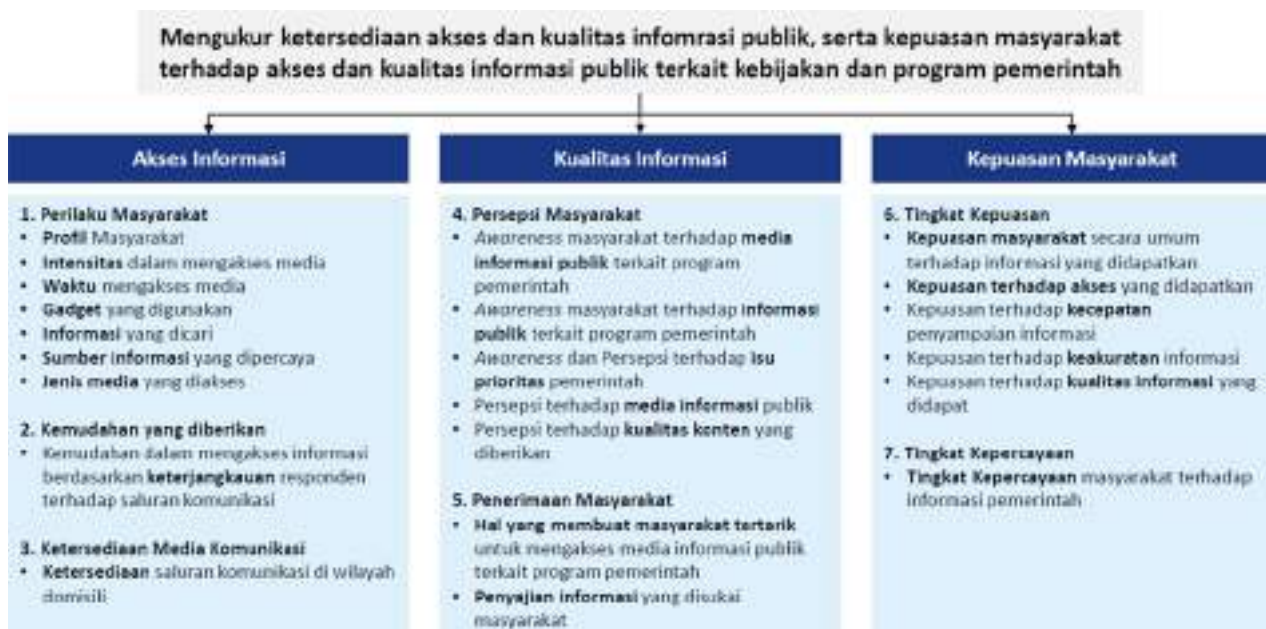 Mengukur ketersediaan akses dan kualitas infomrasi publik, serta kepuasan masyarakat
terhadap akses dan kualitas informasi publik terkait kebijakan dan program pemerintah
Akses Informasi
1. Perilaku Masyarakat
• Profil Masyarakat
• Intensitas dalam mengakses media
• Waktu mengakses media
• Gadget yang digunakan
• Informasi yang dicari
• Sumber informasi yang dipercaya
• Jenis media yang diakses
2. Kemudahan yang diberikan
• Kemudahan dalam mengakses informasi
berdasarkan keterjangkauan responden
terhadap saluran komunikasi
3. Ketersediaan Media Komunikasi
• Ketersediaan saluran komunikasi di wilayah
domisili
Kualitas Informasi
4. Persepsi Masyarakat
• Awareness masyarakat terhadap media
informasi publik terkait program
pemerintah
• Awareness masyarakat terhadap informasi
publik terkait program pemerintah
• Awareness dan Persepsi terhadap isu
prioritas pemerintah
• Persepsi terhadap media informasi publik
• Persepsi terhadap kualitas konten yang
diberikan
5. Penerimaan Masyarakat
• Hal yang membuat masyarakat tertarik
untuk mengakses media informasi publik
terkait program pemerintah
• Penyajian informasi yang disukai
masyarakat
Kepuasan Masyarakat
6. Tingkat Kepuasan
• Kepuasan masyarakat secara umum
terhadap informasi yang didapatkan
• Kepuasan terhadap akses yang didapatkan
• Kepuasan terhadap kecepatan
penyampaian informasi
• Kepuasan terhadap keakuratan informasi
• Kepuasan terhadap kualitas informasi yang
didapat
7. Tingkat Kepercayaan
• Tingkat Kepercayaan masyarakat terhadap
informasi pemerintah